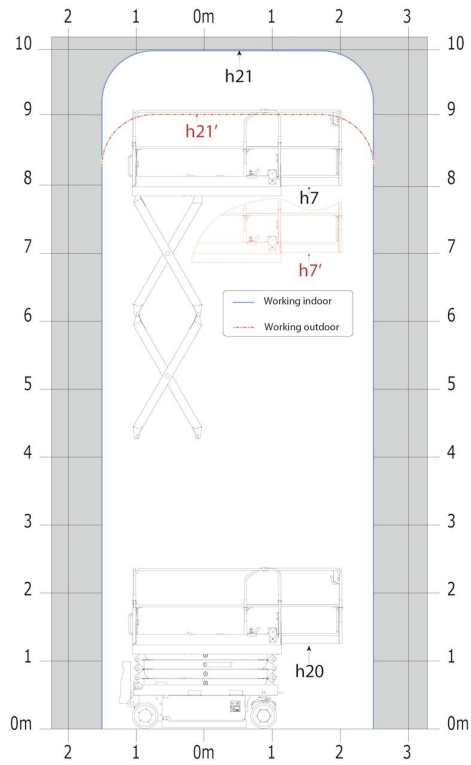 2 1 0m 1 2 3
10 10
h21
9 9
h21’
8 8
h7
7 7
h7’
Working indoor
6 6
Working outdoor
5 5
4 4
3 3
2 2
1 1
h20
0m 0m
2 1 0m 1 2 3